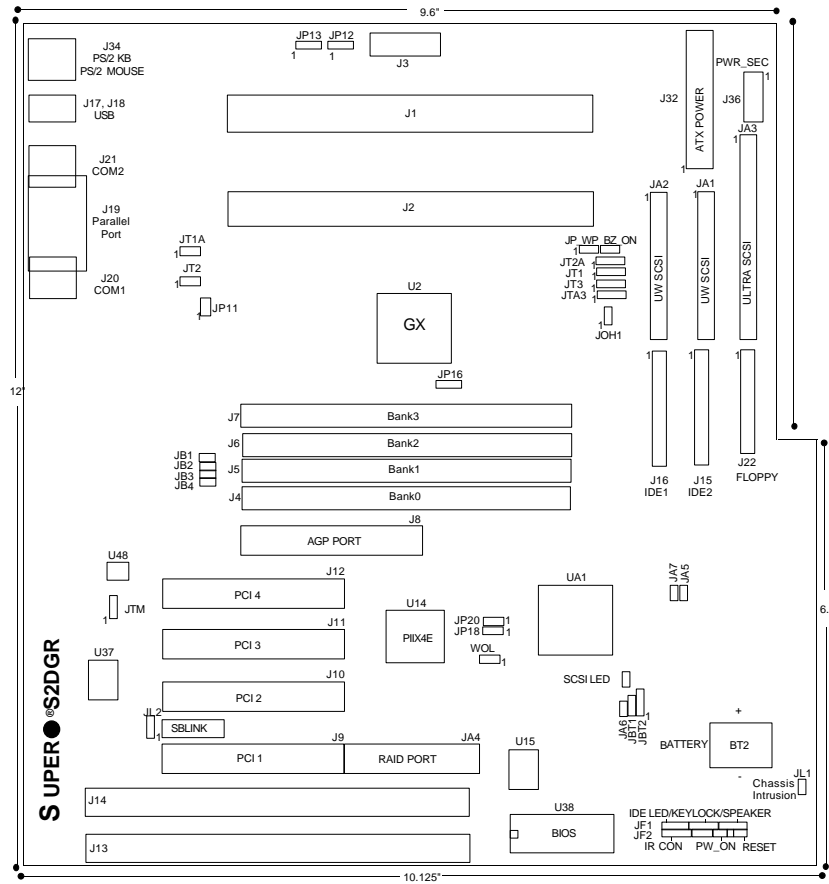 9.6"
J34
PS/2 KB
PS/2 MOUSE
JP13 JP12
1 1
J3
PWR_SEC
1
J17, J18
USB
J1
J32
ATX POWER
J36
1
JA3
1
J21
COM2
JA2 JA1
1 1
J19
Parallel
Port
J2
UW SCSI
UW SCSI
ULTRA SCSI
JT1A
1
JP_WP BZ_ON
1
JT2A
1
JT1
1
JT3
1
JTA3
1
J20
COM1
JT2
1
U2
GX
JP11
1
JOH1
1
JP16
1 1 1
12"
J7 Bank3
J6 Bank2
J5 Bank1
J4 Bank0
JB1
JB2
JB3
JB4
J16
IDE1
J15
IDE2
J22
FLOPPY
J8
AGP PORT
U48
J12
PCI 4
UA1
JA7
JA5
JTM
1
U14
PIIX4E
JP20 1
JP18 1
J11
PCI 3
6.
WOL
1
U37
J10
PCI 2
SCSI LED
JL2
1
SBLINK
JA6
JBT1
JBT2
1
+
BATTERY
BT2
-
J9
PCI 1
RAID PORT
JA4
U15
JL1
Chassis
Intrusion
SUPER®S2DGR
J14
U38
BIOS
IDE LED/KEYLOCK/SPEAKER
JF1
JF2
IR CON PW_ON RESET
J13
10.125"